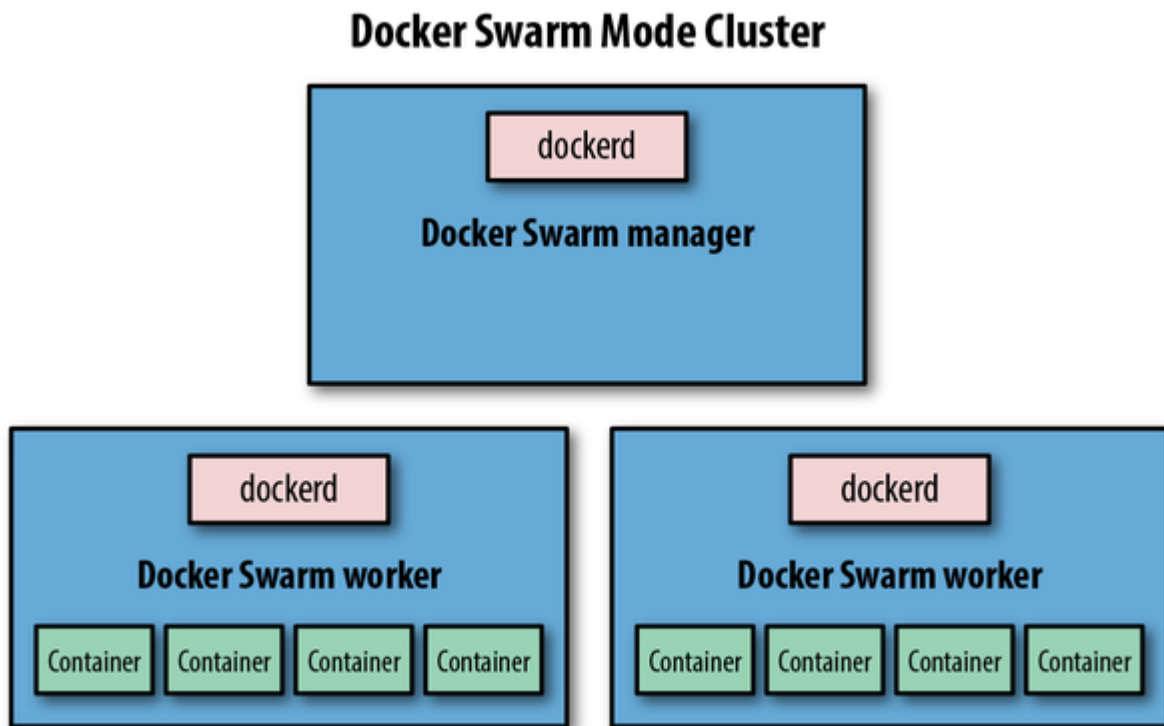 Docker Swarm Mode Cluster
dockerd
Docker Swarm manager
dockerd
Docker Swarm worker
Container Container Container Container
dockerd
Docker Swarm worker
Container Container Container Container